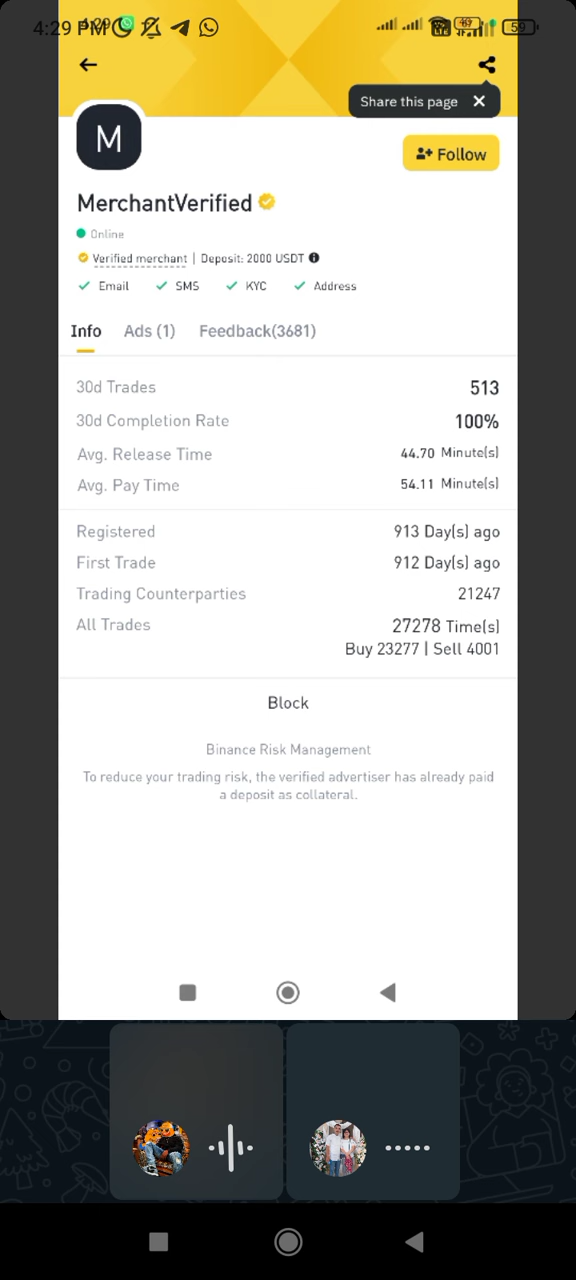 4:29 PM
59
Share this page ✕
M
Follow
MerchantVerified
Online
Verified merchant | Deposit: 2000 USDT
Email SMS KYC Address
Info Ads (1) Feedback(3681)
30d Trades 513
30d Completion Rate 100%
Avg. Release Time 44.70 Minute(s)
Avg. Pay Time 54.11 Minute(s)
Registered 913 Day(s) ago
First Trade 912 Day(s) ago
Trading Counterparties 21247
All Trades 27278 Time(s)
Buy 23277 | Sell 4001
Block
Binance Risk Management
To reduce your trading risk, the verified advertiser has already paid
a deposit as collateral.